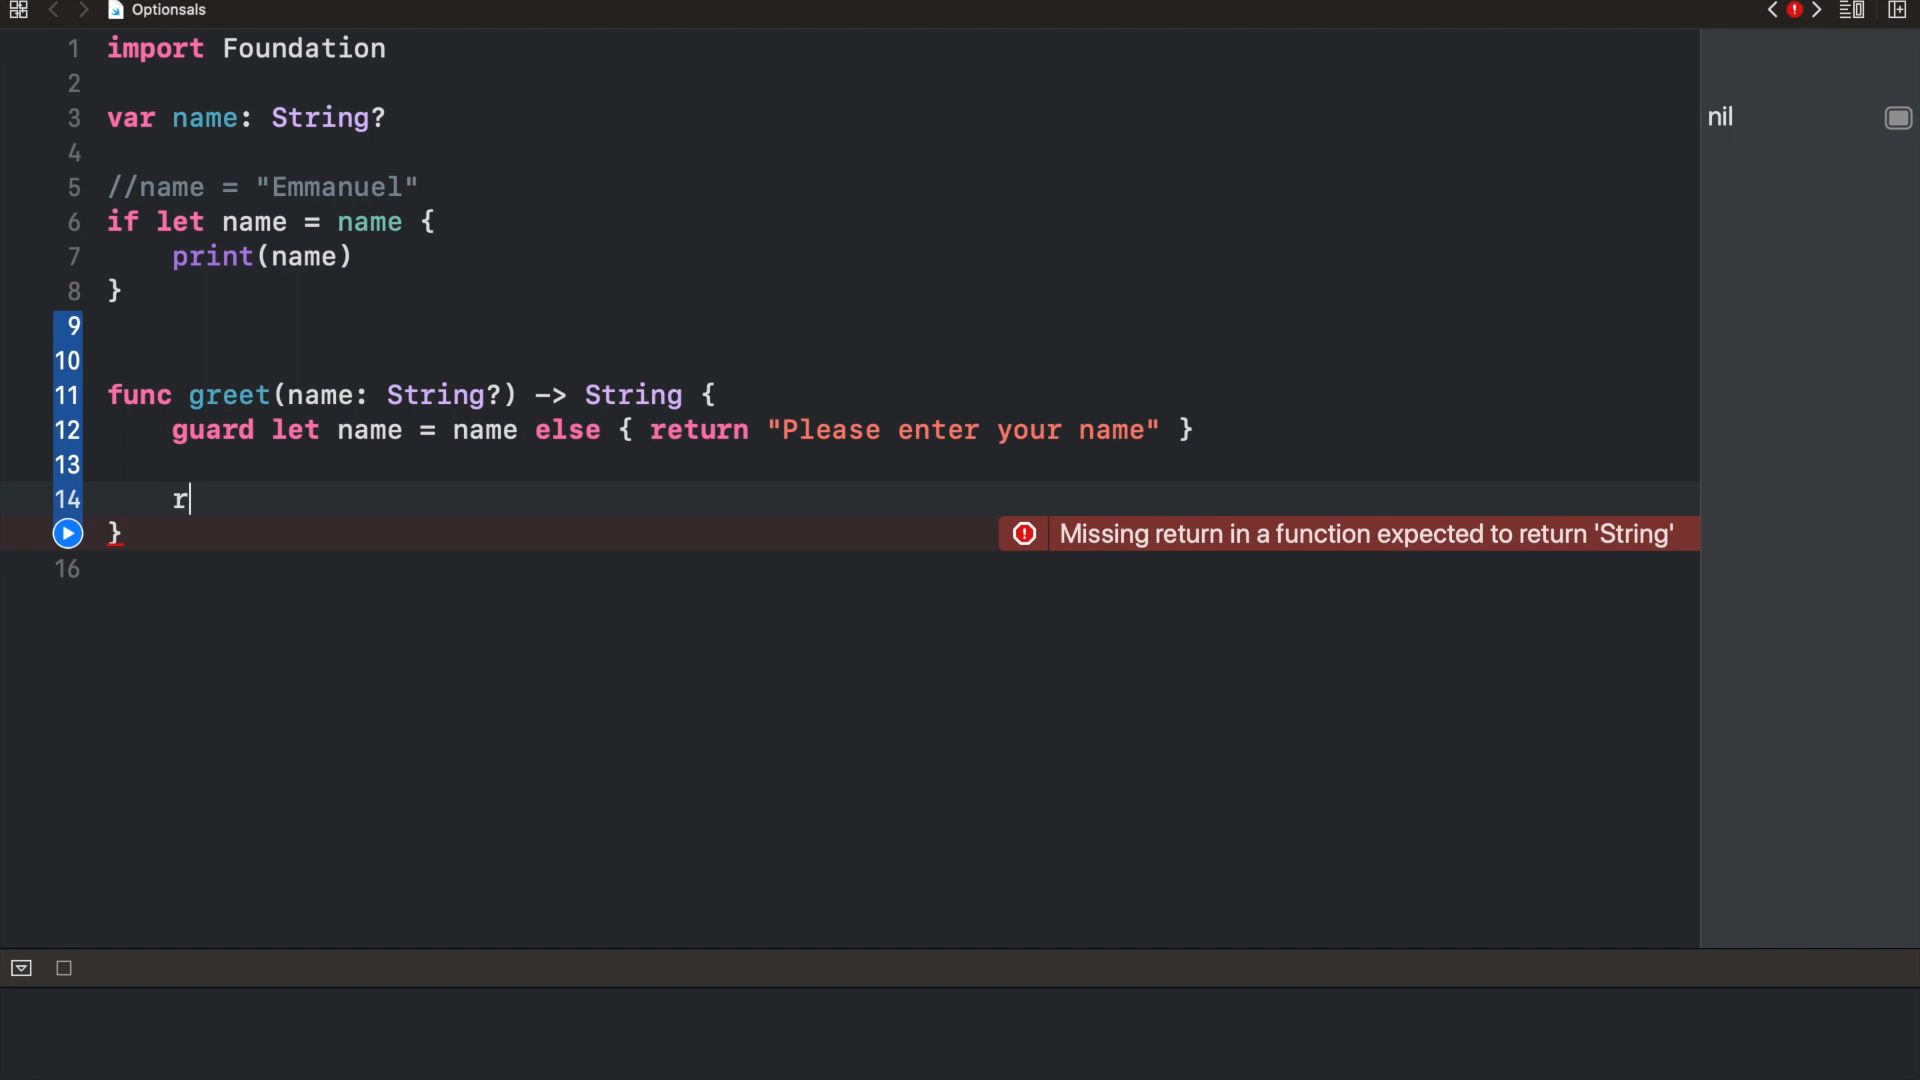 Optionsals
1 import Foundation
2
3 var name: String?
nil
4
5 //name = "Emmanuel"
6 if let name = name {
7     print(name)
8 }
9
10
11 func greet(name: String?) -> String {
12     guard let name = name else { return "Please enter your name" }
13
14     r
}
Missing return in a function expected to return 'String'
16